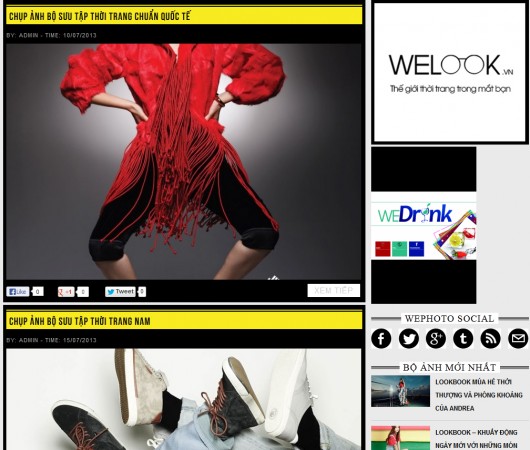 CHỤP ẢNH BỘ SƯU TẬP THỜI TRANG CHUẨN QUỐC TẾ
BY: ADMIN - TIME: 10/07/2013
Like 0
+1 0
Tweet 0
XEM TIẾP
CHỤP ẢNH BỘ SƯU TẬP THỜI TRANG NAM
BY: ADMIN - TIME: 15/07/2013
WELOOK.VN
Thế giới thời trang trong mắt bạn
WEDrink
WEPHOTO SOCIAL
BỘ ẢNH MỚI NHẤT
LOOKBOOK MÙA HÈ THỜI
THƯỢNG VÀ PHÓNG KHOÁNG
CỦA ANDREA
LOOKBOOK – KHUẤY ĐỘNG
NGÀY MỚI VỚI NHỮNG MÓN